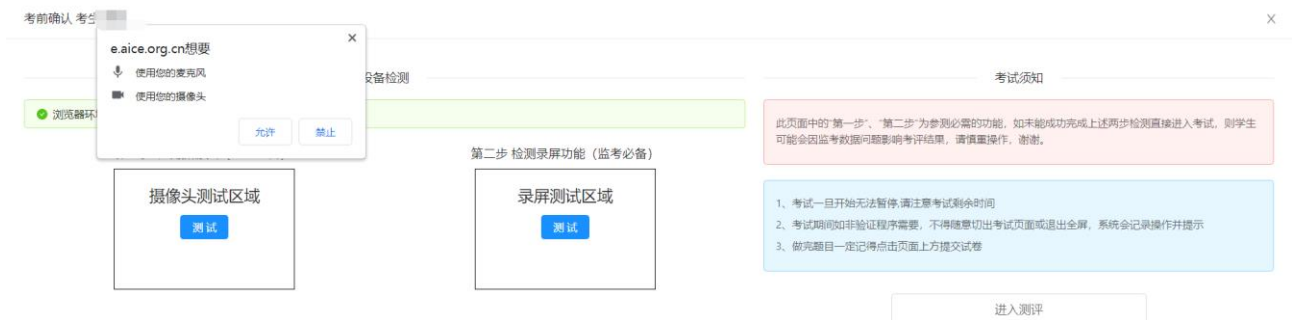 考前确认 考生
e.aice.org.cn想要
使用您的麦克风
使用您的摄像头
允许 禁止
设备检测
浏览器环
第二步 检测录屏功能（监考必备）
摄像头测试区域
测 试
录屏测试区域
测 试
考试须知
此页面中的“第一步”、“第二步”为参测必需的功能，如未能成功完成上述两步检测直接进入考试，则学生
可能会因监考数据问题影响考评结果，请慎重操作，谢谢。
1、考试一旦开始无法暂停,请注意考试剩余时间
2、考试期间如非验证程序需要，不得随意切出考试页面或退出全屏，系统会记录操作并提示
3、做完题目一定记得点击页面上方提交试卷
进入测评